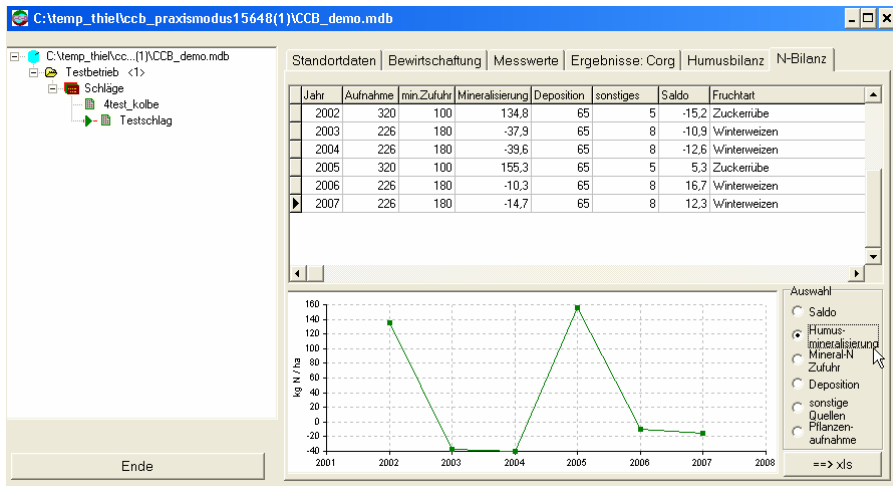 C:\temp_thiel\ccb_praxismodus15648(1)\CCB_demo.mdb
C:\temp_thiel\cc...(1)\CCB_demo.mdb
Testbetrieb <1>
Schläge
4test_kolbe
Testschlag
Ende
Standortdaten Bewirtschaftung Messwerte Ergebnisse: Corg Humusbilanz N-Bilanz
Jahr Aufnahme min.Zufuhr Mineralisierung Deposition sonstiges Saldo Fruchtart
2002 320 100 134,8 65 5 -15,2 Zuckerrübe
2003 226 180 -37,9 65 8 -10,9 Winterweizen
2004 226 180 -39,6 65 8 -12,6 Winterweizen
2005 320 100 155,3 65 5 5,3 Zuckerrübe
2006 226 180 -10,3 65 8 16,7 Winterweizen
2007 226 180 -14,7 65 8 12,3 Winterweizen
kg N / ha
160
140
120
100
80
60
40
20
0
-20
-40
2001 2002 2003 2004 2005 2006 2007 2008
Auswahl
Saldo
Humus-
mineralisierung
Mineral-N
Zufuhr
Deposition
sonstige
Quellen
Pflanzen-
aufnahme
==> xls